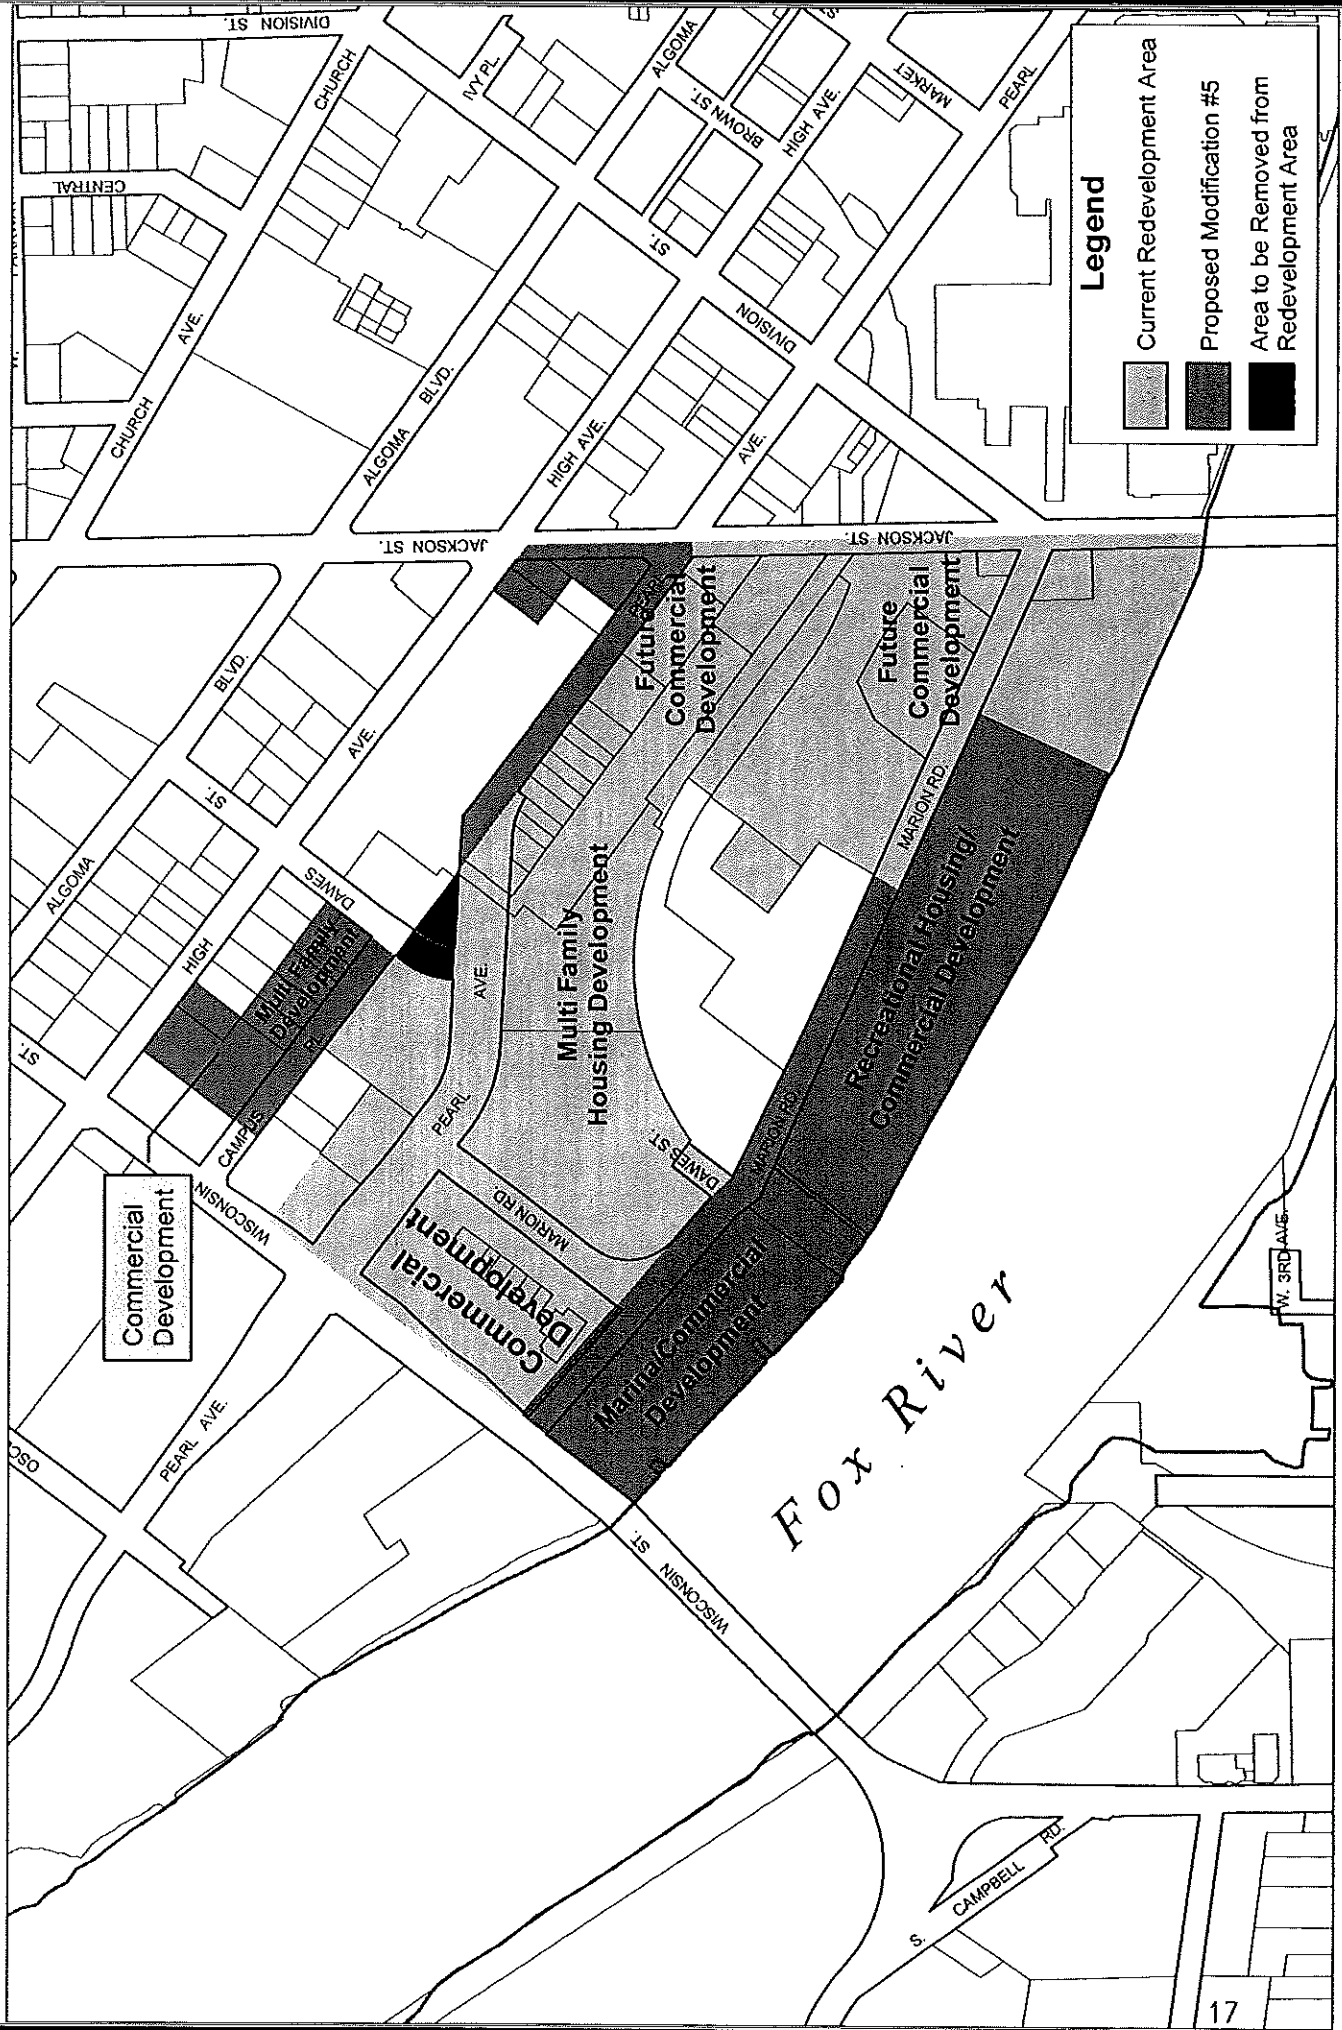 DIVISION ST.
CENTRAL
CHURCH
IVY PL.
ALGOMA
BROWN ST.
HIGH AVE.
MARKET
PEARL
CHURCH
AVE.
ST.
DIVISION
ALGOMA
BLVD.
HIGH AVE.
AVE.
JACKSON ST.
JACKSON ST.
BLVD.
AVE.
ST.
ALGOMA
HIGH
DAWES
ST.
CAMPUS
PL.
WISCONSIN
PEARL
AVE.
PEARL
MARION RD.
MARION RD.
MARION RD.
DAWES ST.
PEARL AVE.
ST.
WISCONSIN
W. 3RD AVE.
S.
CAMPBELL
RD.
Commercial
Development
Multi Family
Development
Future
Commercial
Development
Future
Commercial
Development
Multi Family
Housing Development
Commercial
Development
Recreational Housing/
Commercial Development
Marina/Commercial
Development
Fox River
Legend
Current Redevelopment Area
Proposed Modification #5
Area to be Removed from
Redevelopment Area
17